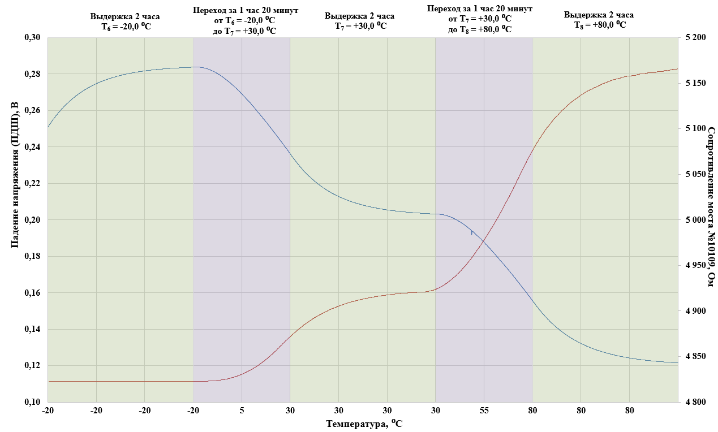 Выдержка 2 часа
T6 = -20,0 ⁰C
Переход за 1 час 20 минут
от T6 = -20,0 ⁰C
до T7 = +30,0 ⁰C
Выдержка 2 часа
T7 = +30,0 ⁰C
Переход за 1 час 20 минут
от T7 = +30,0 ⁰C
до T8 = +80,0 ⁰C
Выдержка 2 часа
T8 = +80,0 ⁰C
Падение напряжения (ПДШ), В
0,30
0,28
0,26
0,24
0,22
0,20
0,18
0,16
0,14
0,12
0,10
5 200
5 150
5 100
5 050
5 000
4 950
4 900
4 850
4 800
Сопротивление моста №10109, Ом
-20 -20 -20 -20 5 30 30 30 30 55 80 80 80
Температура, ⁰C